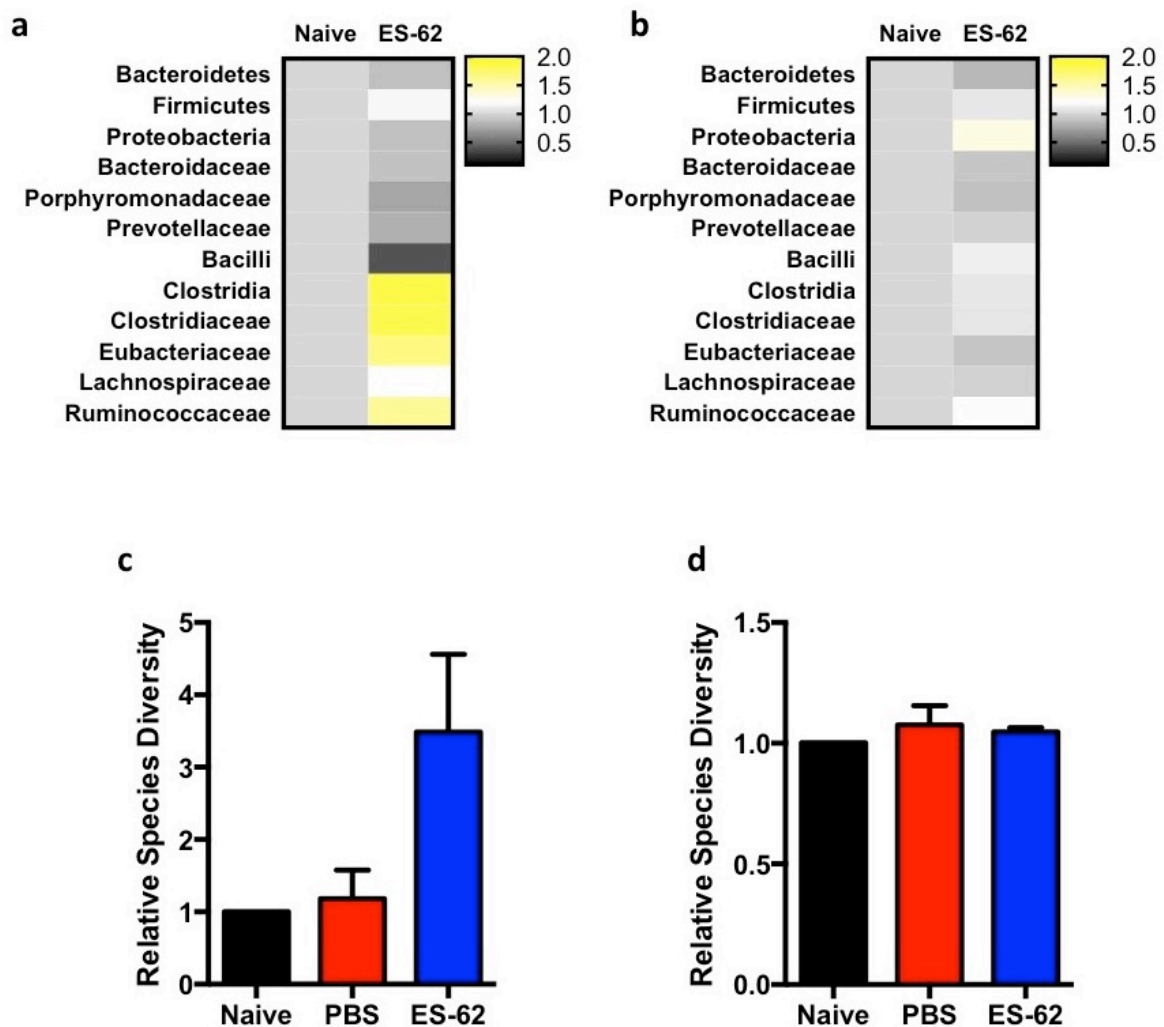 a
Naive ES-62
Bacteroidetes
Firmicutes
Proteobacteria
Bacteroidaceae
Porphyromonadaceae
Prevotellaceae
Bacilli
Clostridia
Clostridiaceae
Eubacteriaceae
Lachnospiraceae
Ruminococcaceae
2.0
1.5
1.0
0.5
b
Naive ES-62
Bacteroidetes
Firmicutes
Proteobacteria
Bacteroidaceae
Porphyromonadaceae
Prevotellaceae
Bacilli
Clostridia
Clostridiaceae
Eubacteriaceae
Lachnospiraceae
Ruminococcaceae
2.0
1.5
1.0
0.5
c
Relative Species Diversity
5
4
3
2
1
0
Naive PBS ES-62
d
Relative Species Diversity
1.5
1.0
0.5
0.0
Naive PBS ES-62